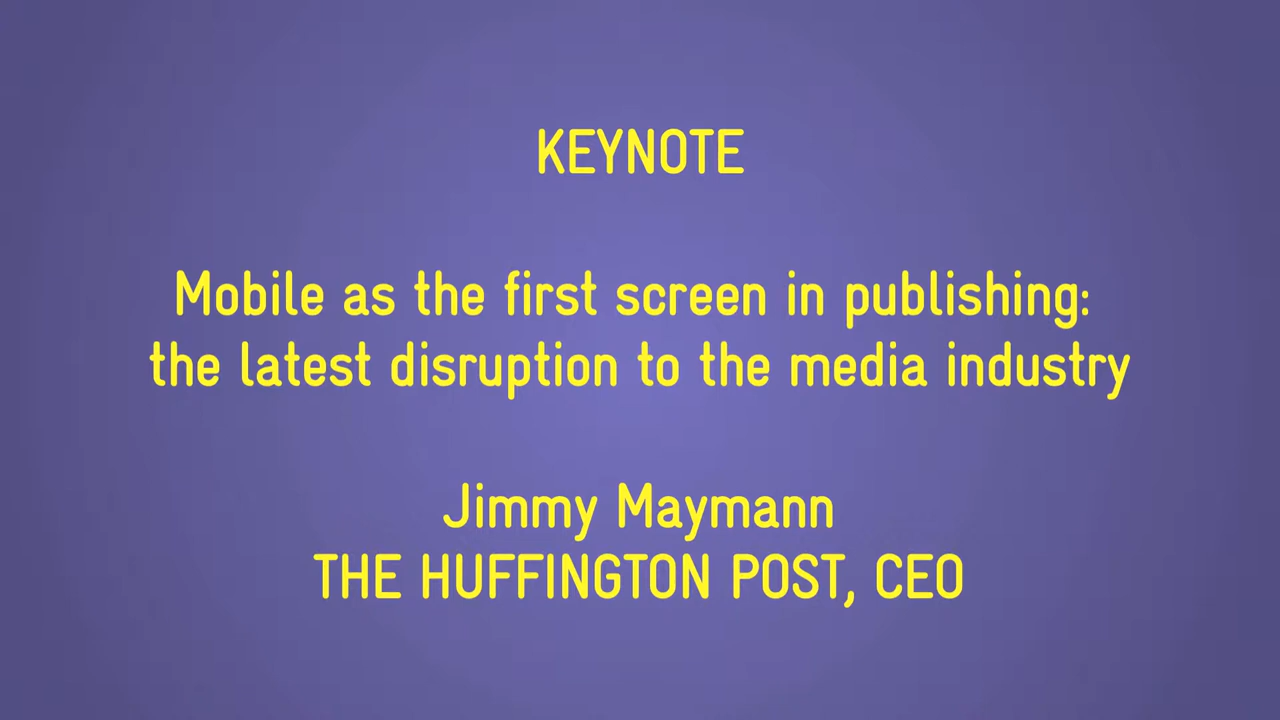 KEYNOTE
Mobile as the first screen in publishing:
the latest disruption to the media industry
Jimmy Maymann
THE HUFFINGTON POST, CEO